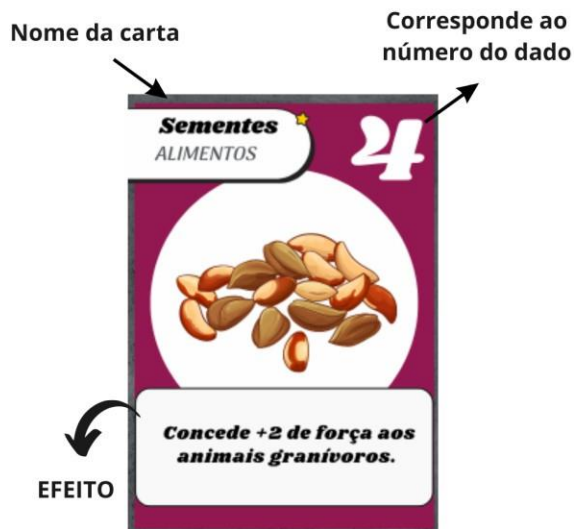 Nome da carta
Corresponde ao
número do dado
Sementes
ALIMENTOS
4
Concede +2 de força aos
animais granívoros.
EFEITO